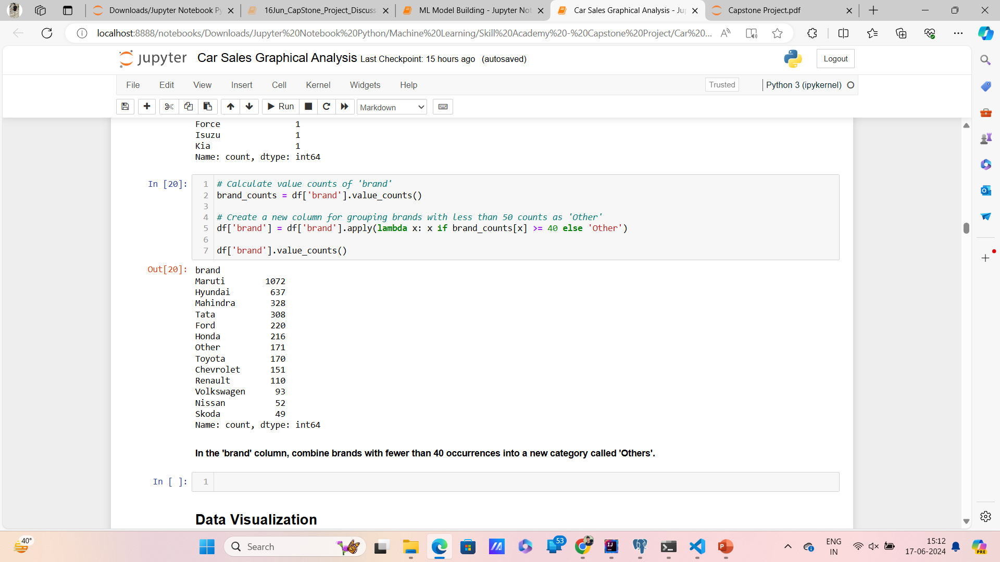 Downloads/Jupyter Notebook Py
16Jun_CapStone_Project_Discuss
ML Model Building - Jupyter Not
Car Sales Graphical Analysis - Jup
Capstone Project.pdf
localhost:8888/notebooks/Downloads/Jupyter%20Notebook%20Python/Machine%20Learning/Skill%20Academy%20-%20Capstone%20Project/Car%20...
jupyter Car Sales Graphical Analysis Last Checkpoint: 15 hours ago (autosaved)
Logout
File Edit View Insert Cell Kernel Widgets Help
Trusted
Python 3 (ipykernel)
Run
Markdown
Force 1
Isuzu 1
Kia 1
Name: count, dtype: int64
In [20]:
1 # Calculate value counts of 'brand'
2 brand_counts = df['brand'].value_counts()
3
4 # Create a new column for grouping brands with less than 50 counts as 'Other'
5 df['brand'] = df['brand'].apply(lambda x: x if brand_counts[x] >= 40 else 'Other')
6
7 df['brand'].value_counts()
Out[20]:
brand
Maruti 1072
Hyundai 637
Mahindra 328
Tata 308
Ford 220
Honda 216
Other 171
Toyota 170
Chevrolet 151
Renault 110
Volkswagen 93
Nissan 52
Skoda 49
Name: count, dtype: int64
In the 'brand' column, combine brands with fewer than 40 occurrences into a new category called 'Others'.
In [ ]:
1
Data Visualization
40°
Search
53
ENG
IN
15:12
17-06-2024
PRE